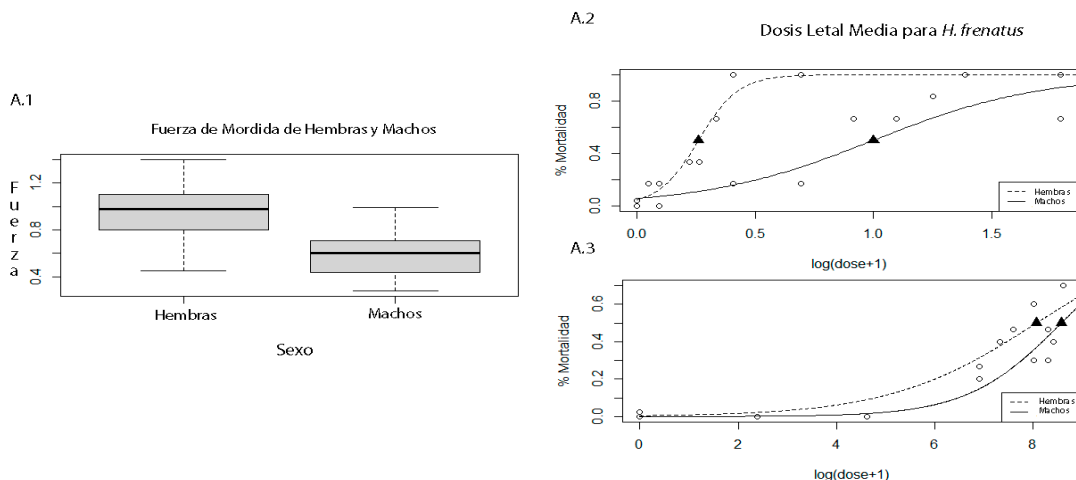 A.1
Fuerza de Mordida de Hembras y Machos
Fuerza
1.2
0.8
0.4
Hembras
Machos
Sexo
A.2
Dosis Letal Media para H. frenatus
% Mortalidad
0.8
0.4
0.0
Hembras
Machos
0.0
0.5
1.0
1.5
log(dose+1)
A.3
% Mortalidad
0.6
0.4
0.2
0.0
Hembras
Machos
0
2
4
6
8
log(dose+1)